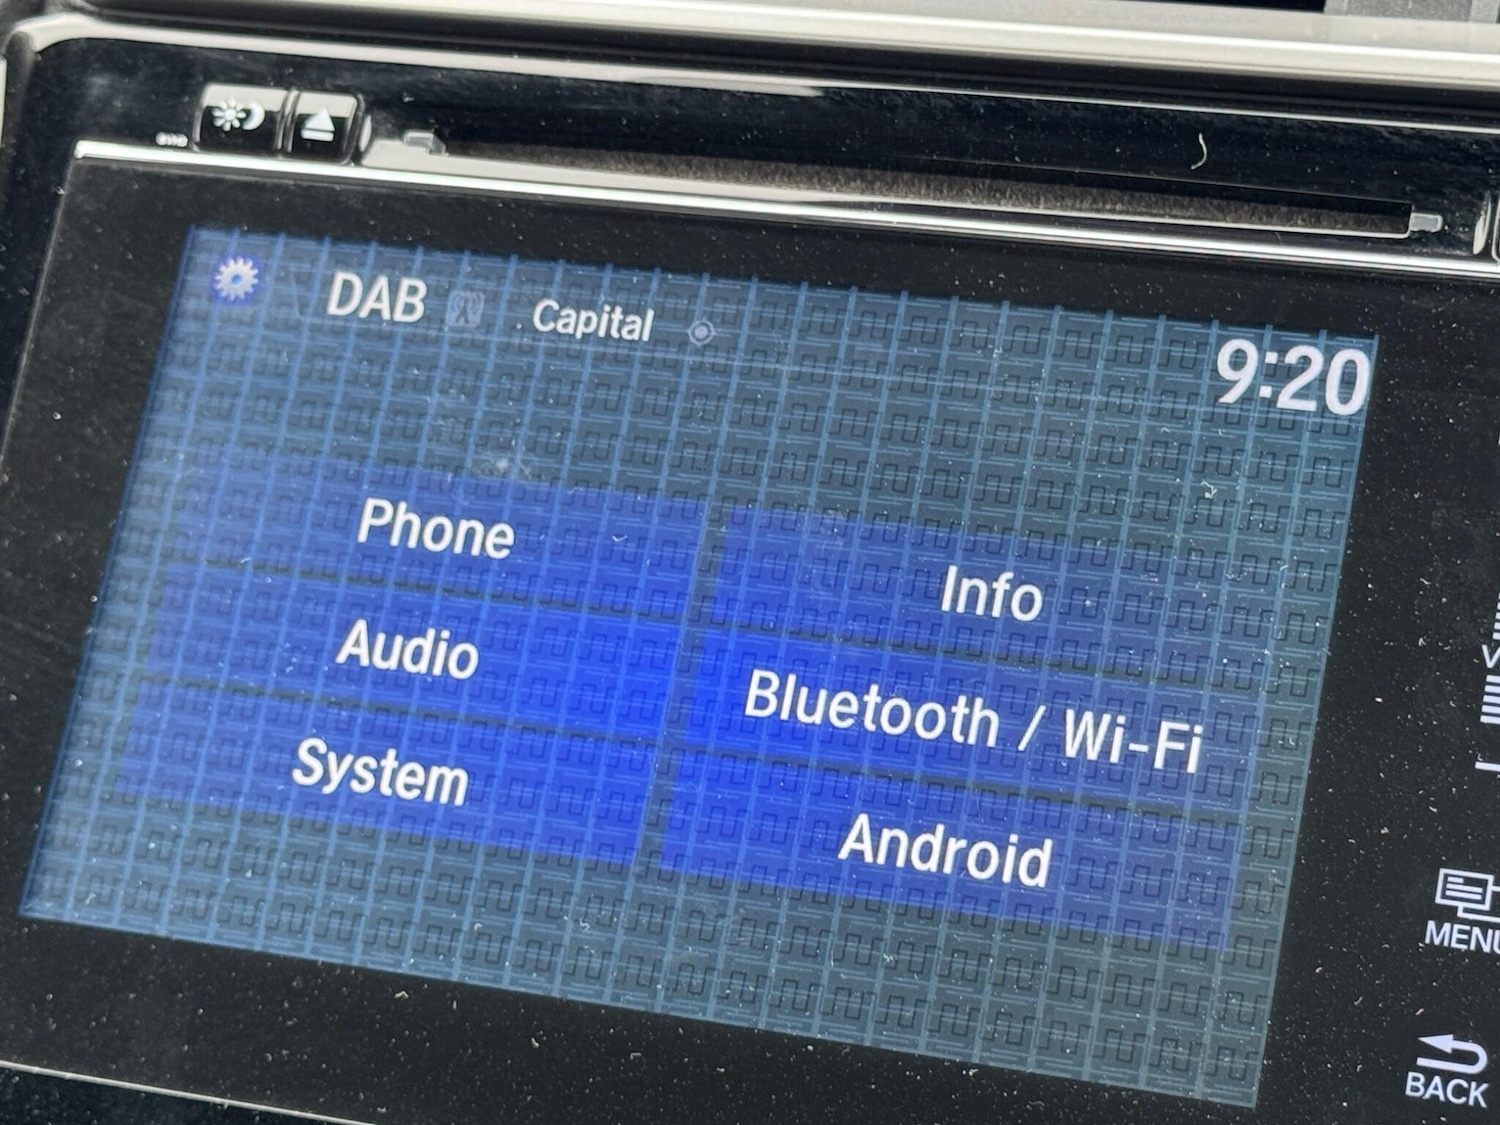 DAB Capital
9:20
Phone
Info
Audio
Bluetooth / Wi-Fi
System
Android
MENU
BACK